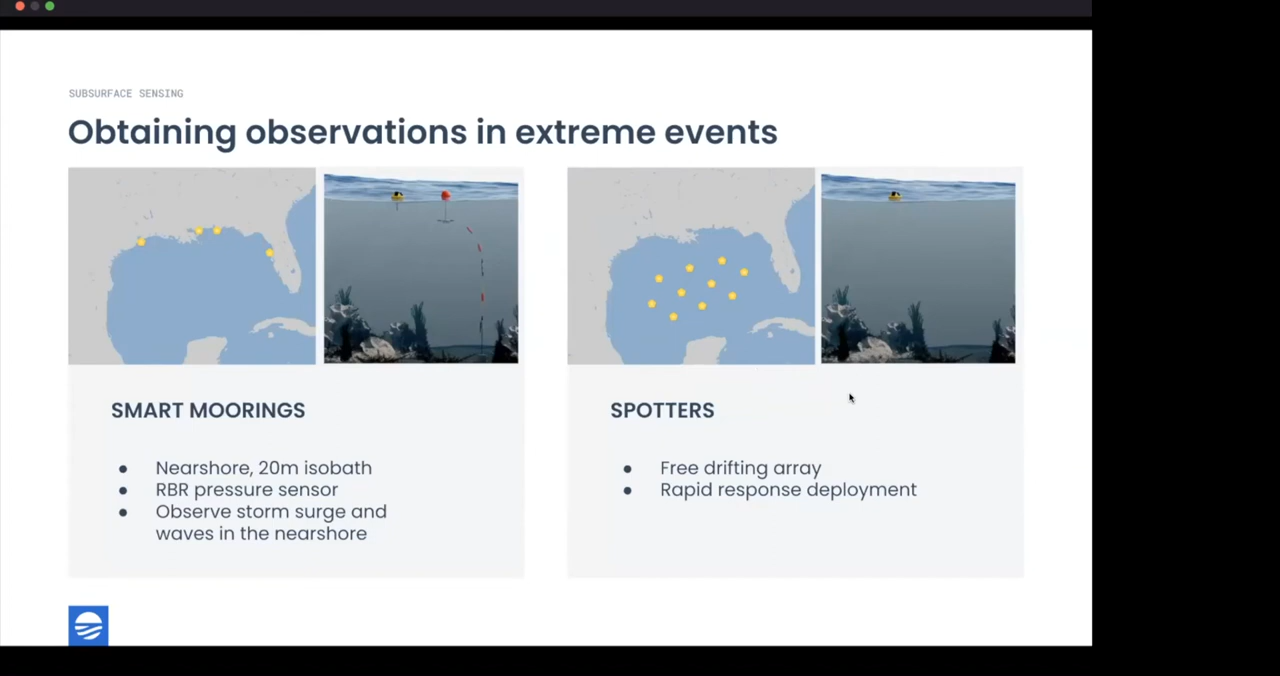 SUBSURFACE SENSING
Obtaining observations in extreme events
SMART MOORINGS
● Nearshore, 20m isobath
● RBR pressure sensor
● Observe storm surge and
waves in the nearshore
SPOTTERS
● Free drifting array
● Rapid response deployment